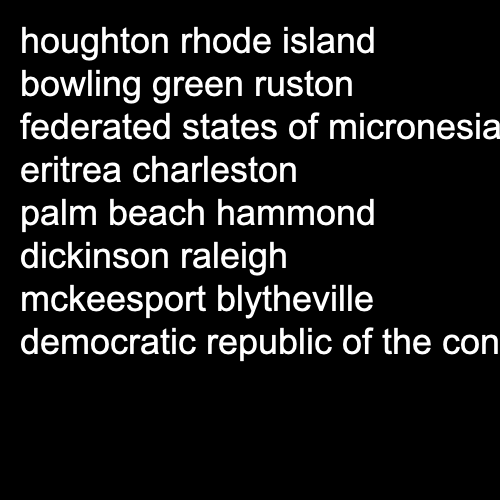 houghton rhode island
bowling green ruston
federated states of micronesia
eritrea charleston
palm beach hammond
dickinson raleigh
mckeesport blytheville
democratic republic of the con